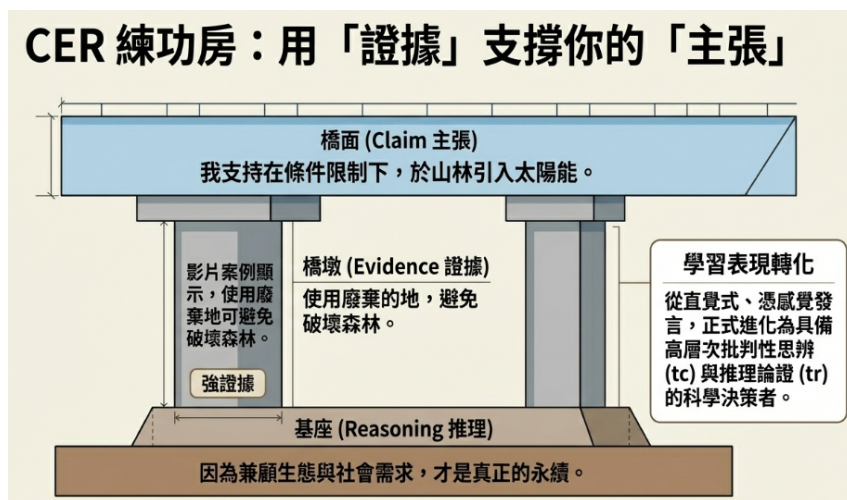 CER 練功房：用「證據」支撐你的「主張」
橋面 (Claim 主張)
我支持在條件限制下，於山林引入太陽能。
影片案例顯
示，使用廢
棄地可避免
破壞森林。
強證據
橋墩 (Evidence 證據)
使用廢棄的地，避免
破壞森林。
學習表現轉化
從直覺式、憑感覺發
言，正式進化為具備
高層次批判性思辨
(tc) 與推理論證 (tr)
的科學決策者。
基座 (Reasoning 推理)
因為兼顧生態與社會需求，才是真正的永續。